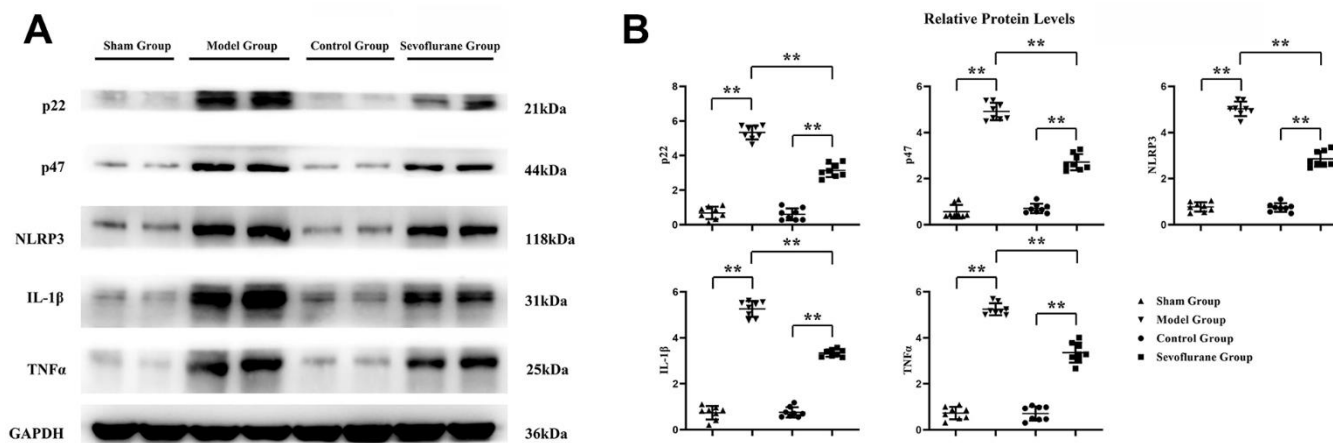 A
Sham Group Model Group Control Group Sevoflurane Group
p22 21kDa
p47 44kDa
NLRP3 118kDa
IL-1β 31kDa
TNFα 25kDa
GAPDH 36kDa
B
Relative Protein Levels
** ** **
p22
8
6
4
2
0
** ** **
p47
6
4
2
0
** ** **
NLRP3
6
4
2
0
** ** **
IL-1β
6
4
2
0
** ** **
TNFα
6
4
2
0
Sham Group
Model Group
Control Group
Sevoflurane Group